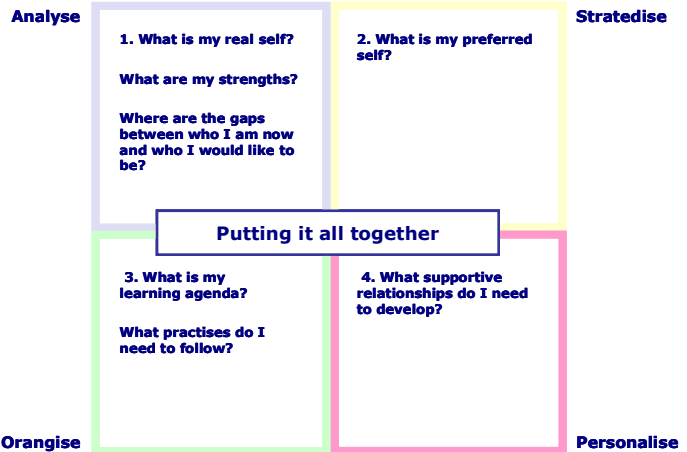 Analyse
Stratedise
1. What is my real self?
What are my strengths?
Where are the gaps
between who I am now
and who I would like to
be?
2. What is my preferred
self?
Putting it all together
3. What is my
learning agenda?
What practises do I
need to follow?
4. What supportive
relationships do I need
to develop?
Orangise
Personalise